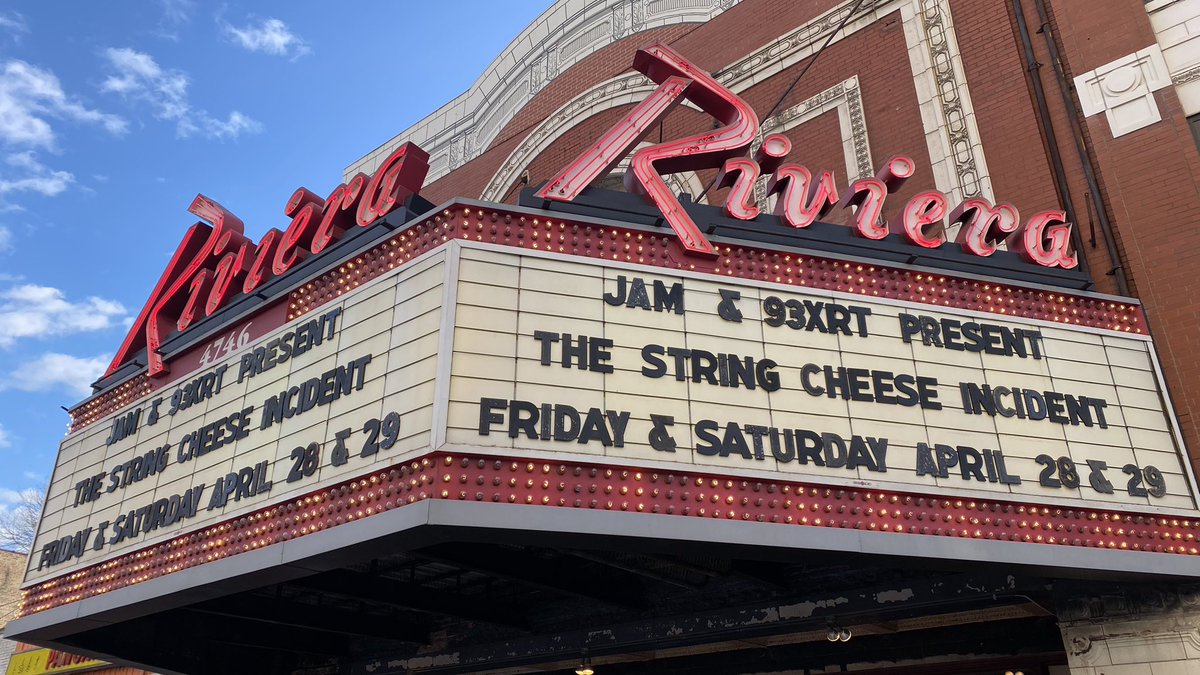 Riviera
4746
JAM & 93XRT PRESENT
THE STRING CHEESE INCIDENT
FRIDAY & SATURDAY APRIL 28 & 29
Riviera
JAM & 93XRT PRESENT
THE STRING CHEESE INCIDENT
FRIDAY & SATURDAY APRIL 28 & 29